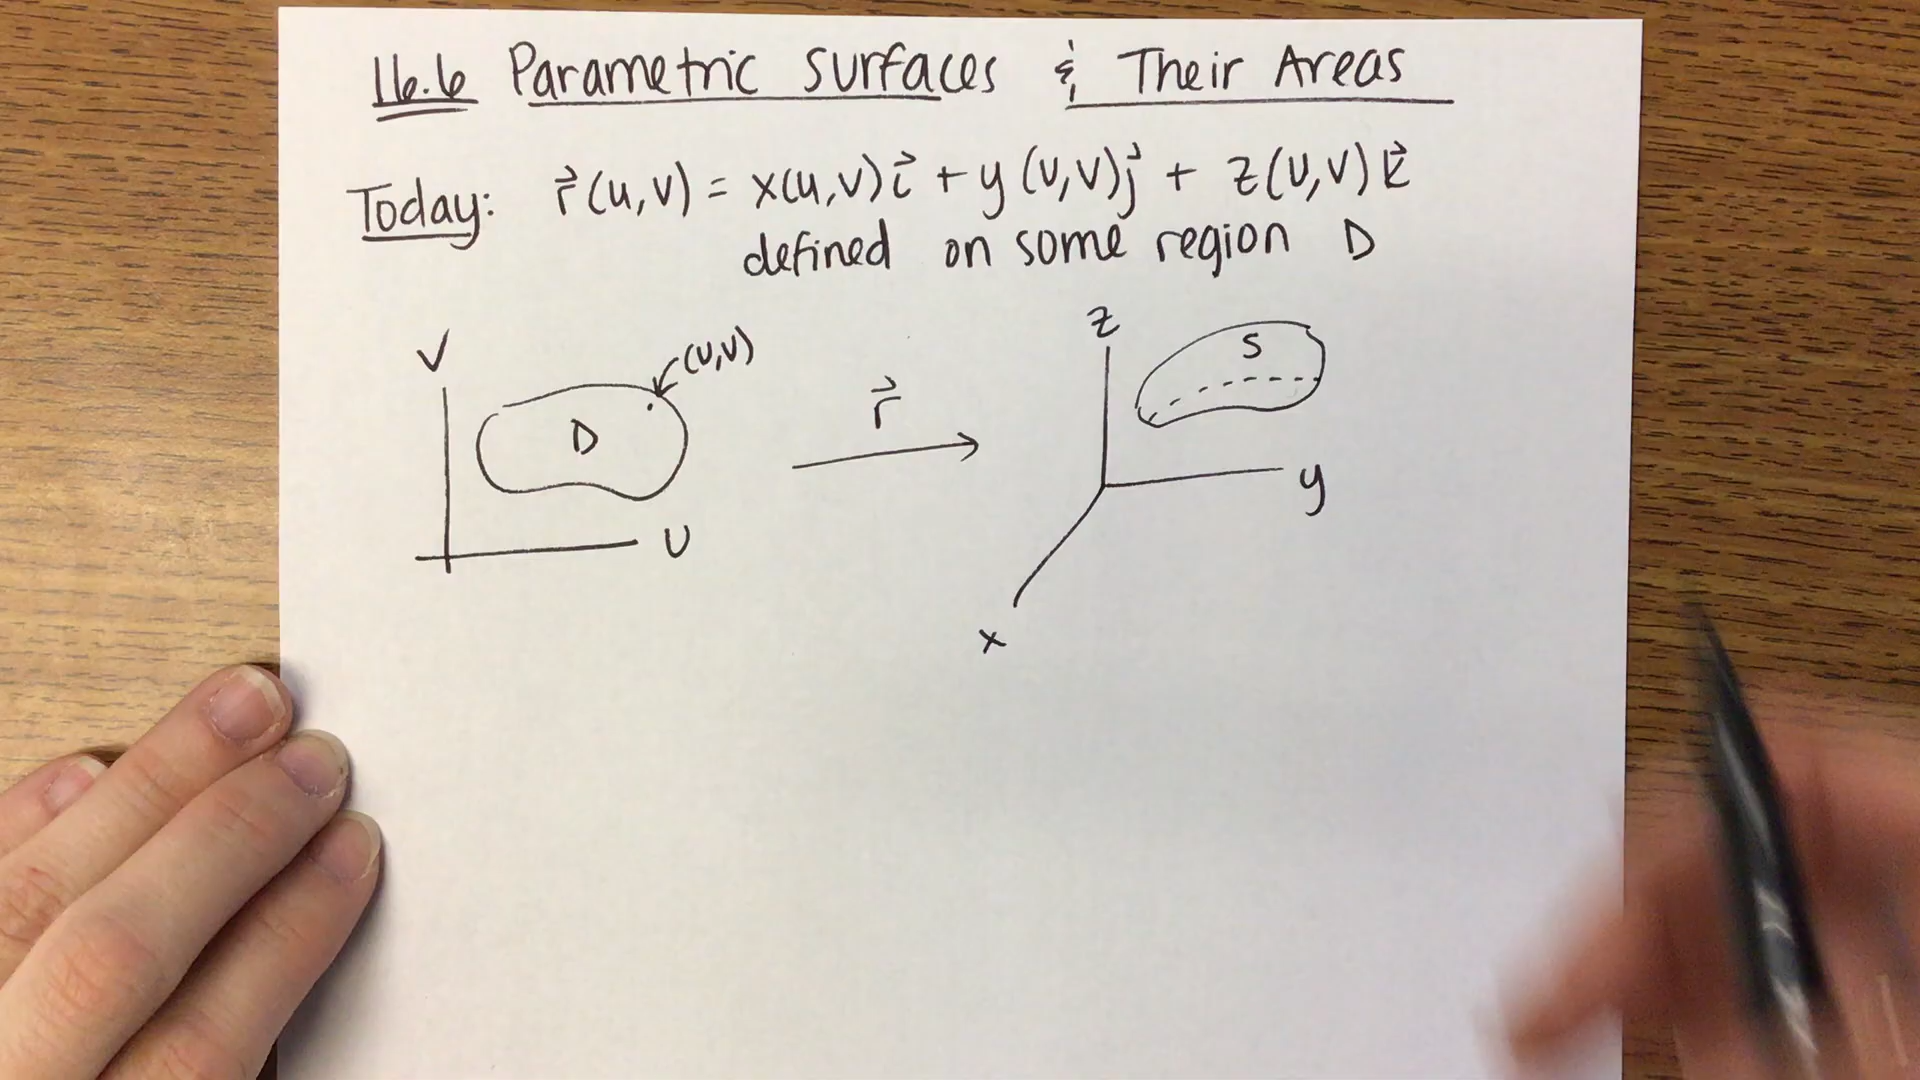 16.6 Parametric Surfaces & Their Areas
Today: r⃗(u,v) = x(u,v)i⃗ + y(u,v)j⃗ + z(u,v)k⃗
defined on some region D
V
(u,v)
D
U
r⃗
z
S
y
x